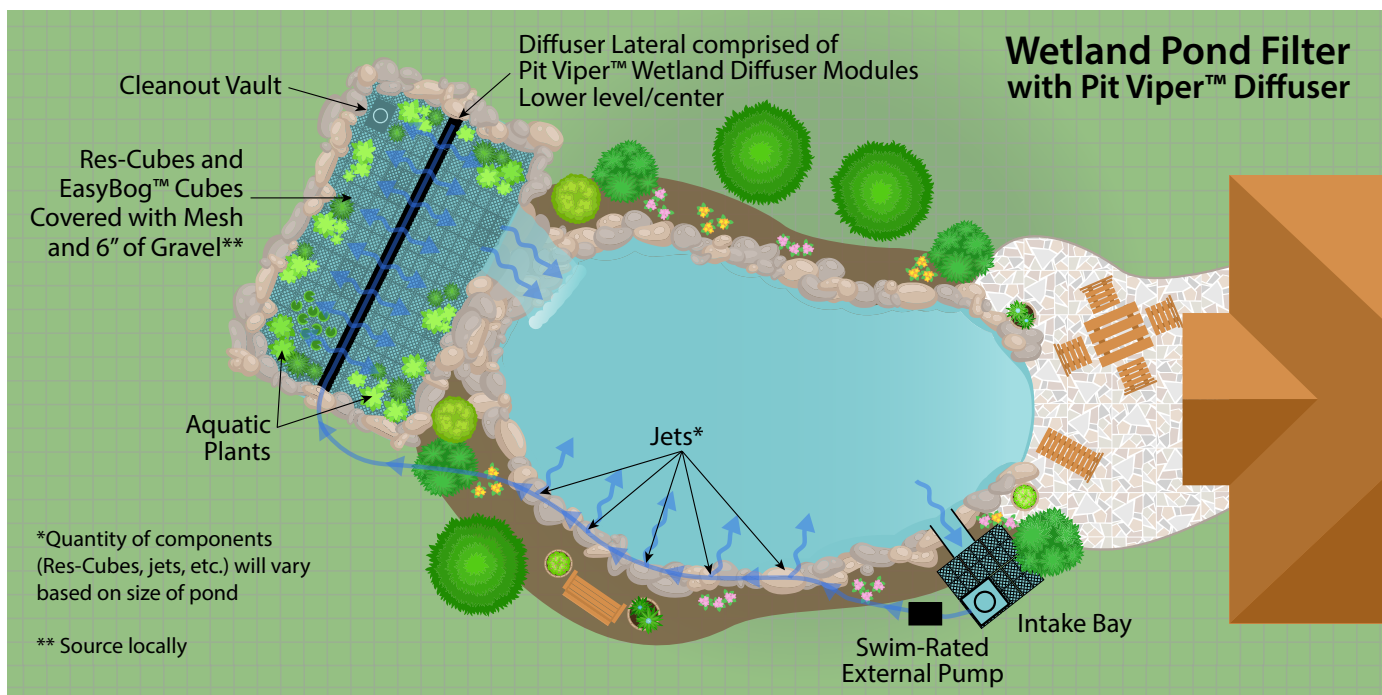 Wetland Pond Filter
with Pit Viper™ Diffuser
Diffuser Lateral comprised of
Pit Viper™ Wetland Diffuser Modules
Lower level/center
Cleanout Vault
Res-Cubes and
EasyBog™ Cubes
Covered with Mesh
and 6″ of Gravel**
Aquatic
Plants
Jets*
*Quantity of components
(Res-Cubes, jets, etc.) will vary
based on size of pond
** Source locally
Swim-Rated
External Pump
Intake Bay